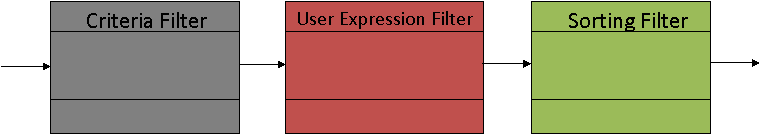 Criteria Filter
User Expression Filter
Sorting Filter